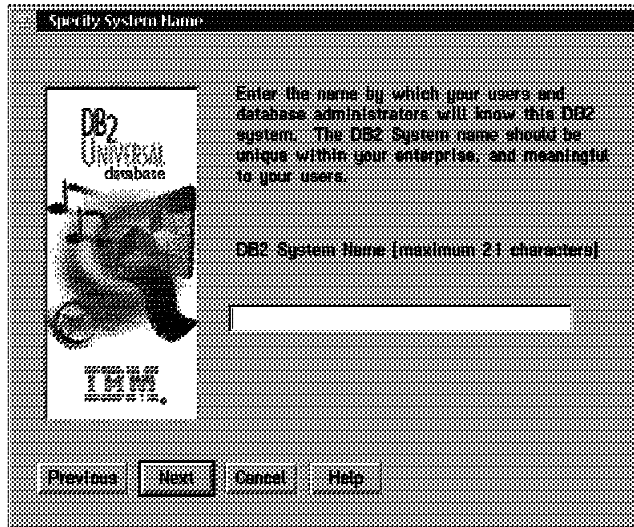 Specify System Name
Enter the name by which your users and
database administrators will know this DB2
system.  The DB2 System name should be
unique within your enterprise, and meaningful
to your users.
DB2
UNIVERSAL
database
DB2 System Name (maximum 21 characters)
IBM.
Previous Next Cancel Help